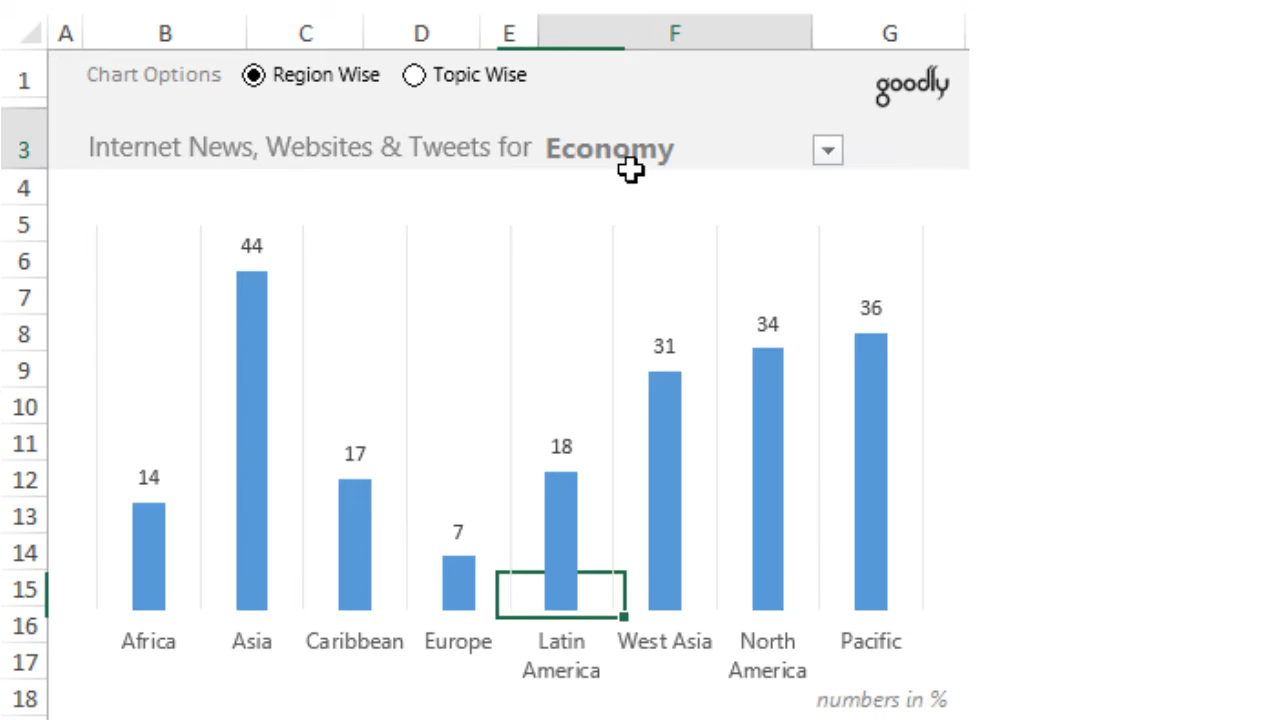 A B C D E F G
1 Chart Options Region Wise Topic Wise goodly
3 Internet News, Websites & Tweets for Economy
4
5
6 44
7 36
8 34
9 31
10
11 18
12 14 17
13
14 7
15
16 Africa Asia Caribbean Europe Latin West Asia North Pacific
17 America America
18 numbers in %